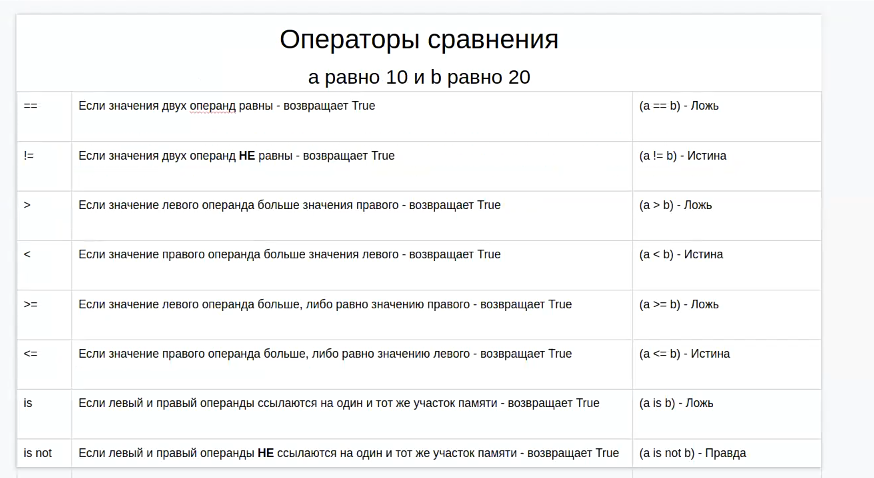 Операторы сравнения
a равно 10 и b равно 20
== Если значения двух операнд равны - возвращает True (a == b) - Ложь
!= Если значения двух операнд НЕ равны - возвращает True (a != b) - Истина
> Если значение левого операнда больше значения правого - возвращает True (a > b) - Ложь
< Если значение правого операнда больше значения левого - возвращает True (a < b) - Истина
>= Если значение левого операнда больше, либо равно значению правого - возвращает True (a >= b) - Ложь
<= Если значение правого операнда больше, либо равно значению левого - возвращает True (a <= b) - Истина
is Если левый и правый операнды ссылаются на один и тот же участок памяти - возвращает True (a is b) - Ложь
is not Если левый и правый операнды НЕ ссылаются на один и тот же участок памяти - возвращает True (a is not b) - Правда